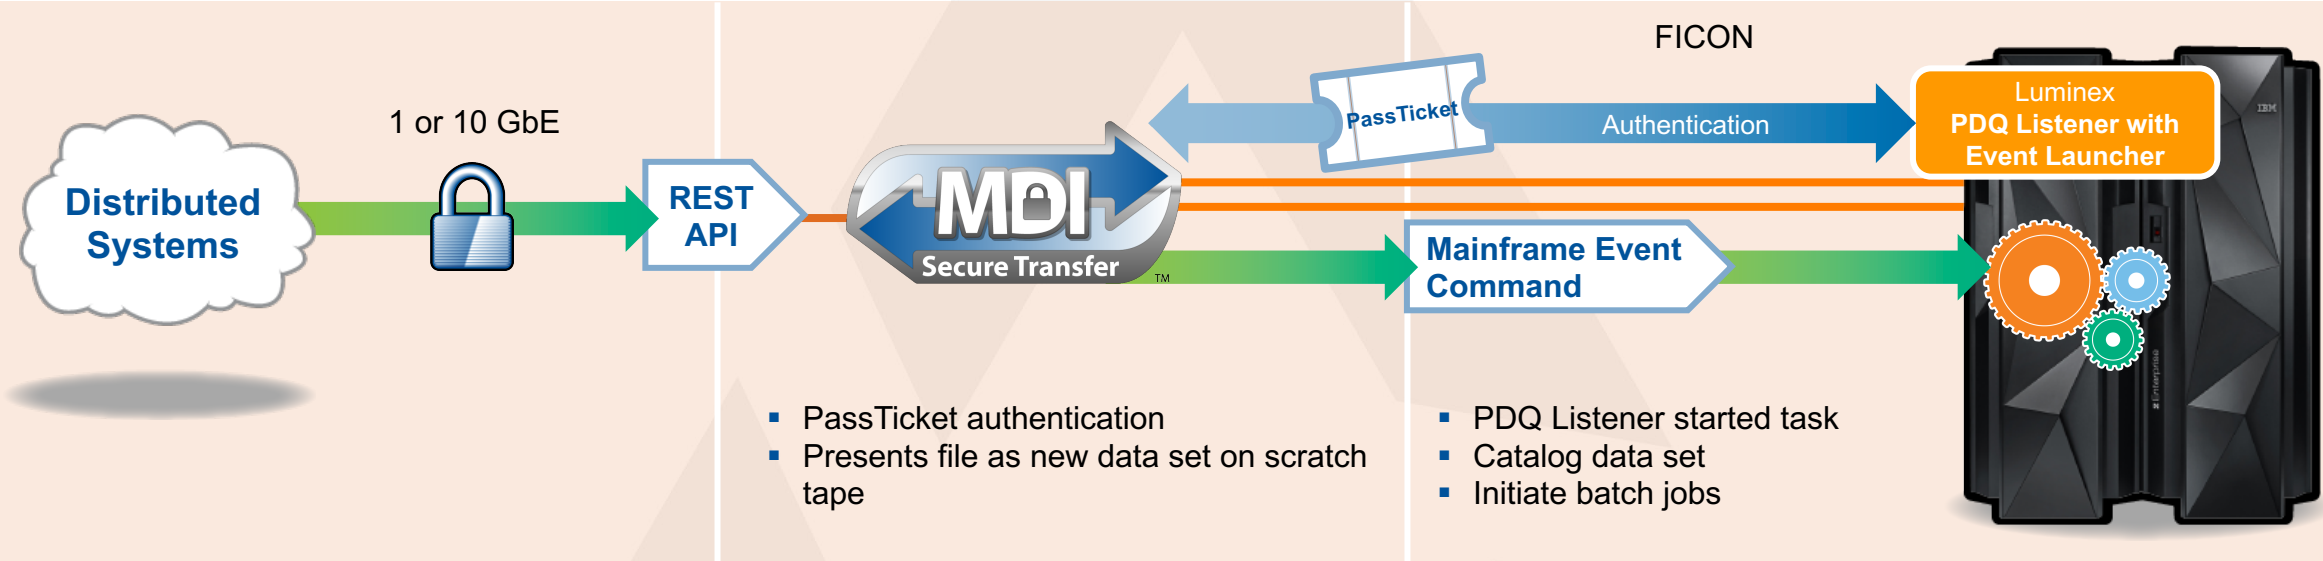 FICON
1 or 10 GbE
Distributed
Systems
REST
API
MDI
Secure Transfer
TM
PassTicket
Authentication
Luminex
PDQ Listener with
Event Launcher
IBM
Mainframe Event
Command
zEnterprise
▪ PassTicket authentication
▪ Presents file as new data set on scratch
tape
▪ PDQ Listener started task
▪ Catalog data set
▪ Initiate batch jobs